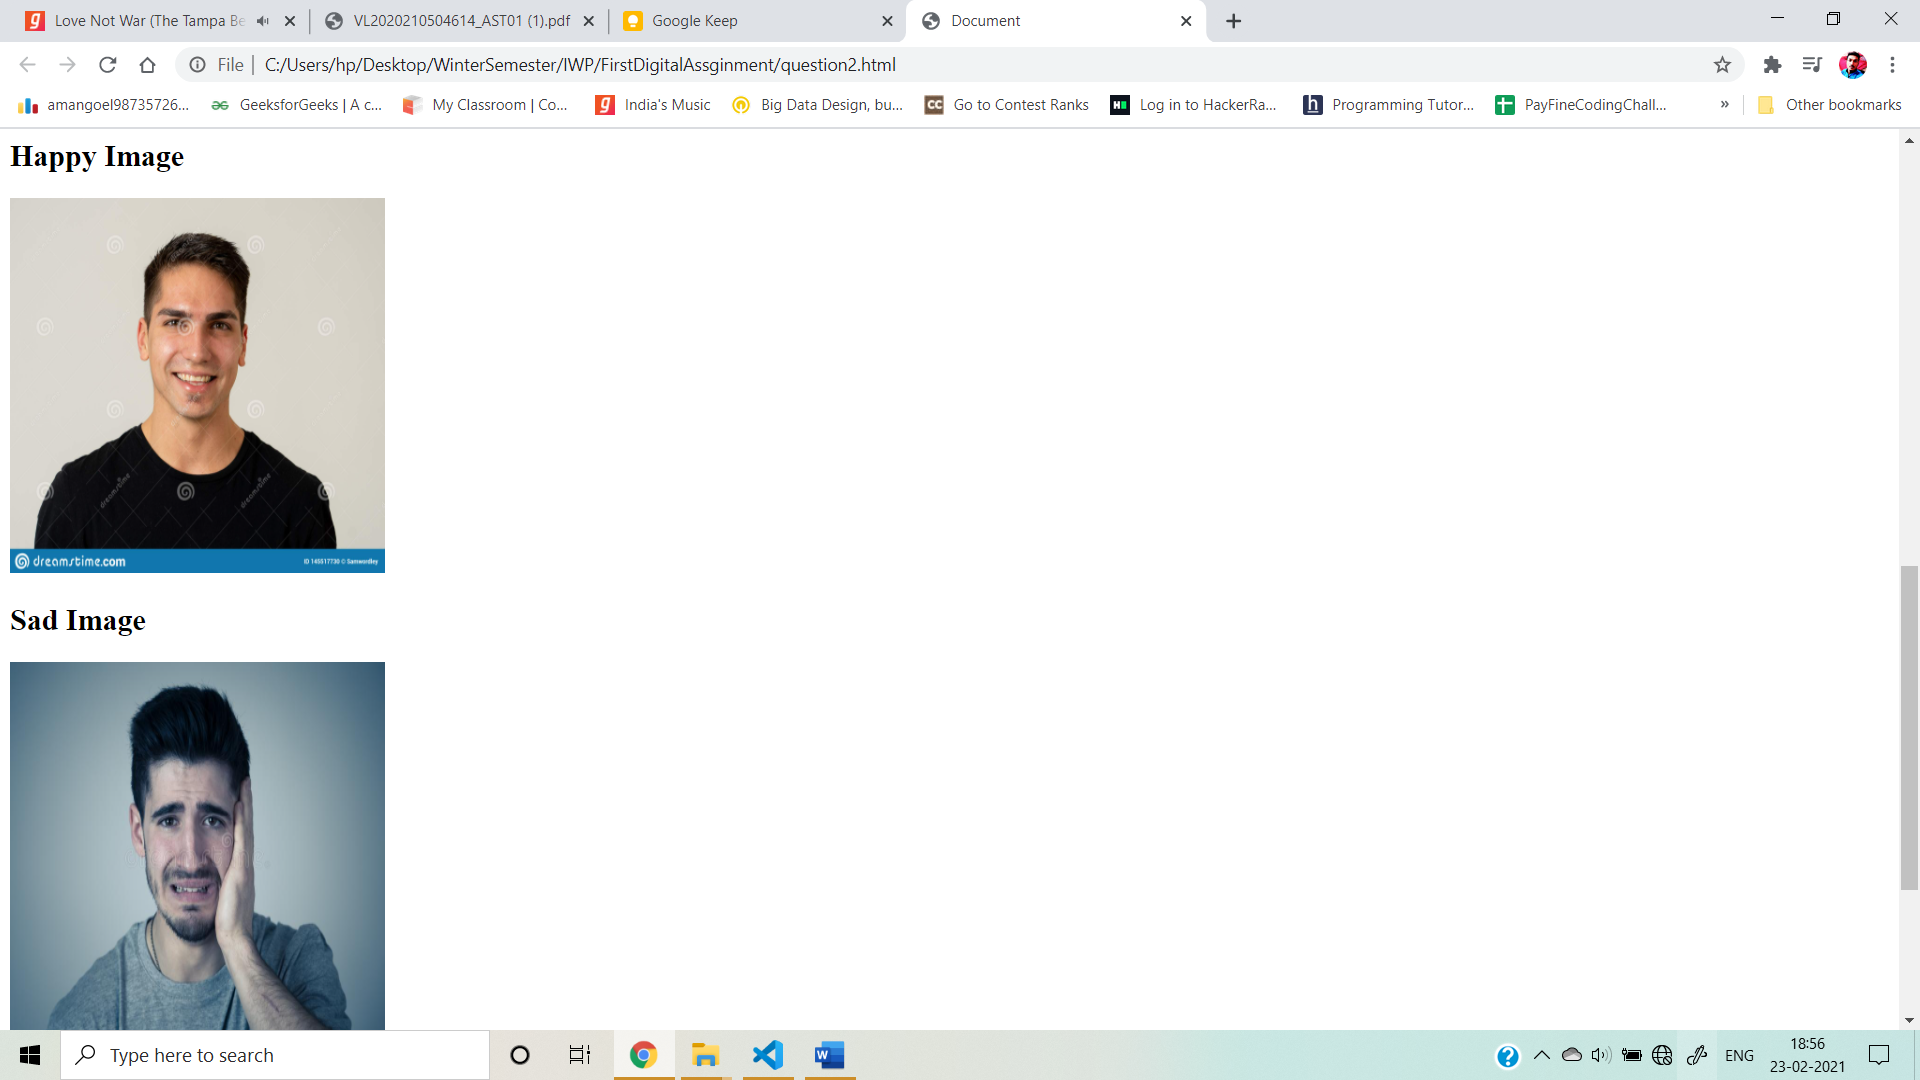 Love Not War (The Tampa Be
VL2020210504614_AST01 (1).pdf
Google Keep
Document
File
C:/Users/hp/Desktop/WinterSemester/IWP/FirstDigitalAssginment/question2.html
amangoel98735726...
GeeksforGeeks | A c...
My Classroom | Co...
India's Music
Big Data Design, bu...
Go to Contest Ranks
Log in to HackerRa...
Programming Tutor...
PayFineCodingChall...
»
Other bookmarks
Happy Image
dreamstime.com
ID 145517730 © Samwordley
Sad Image
Type here to search
ENG
18:56
23-02-2021